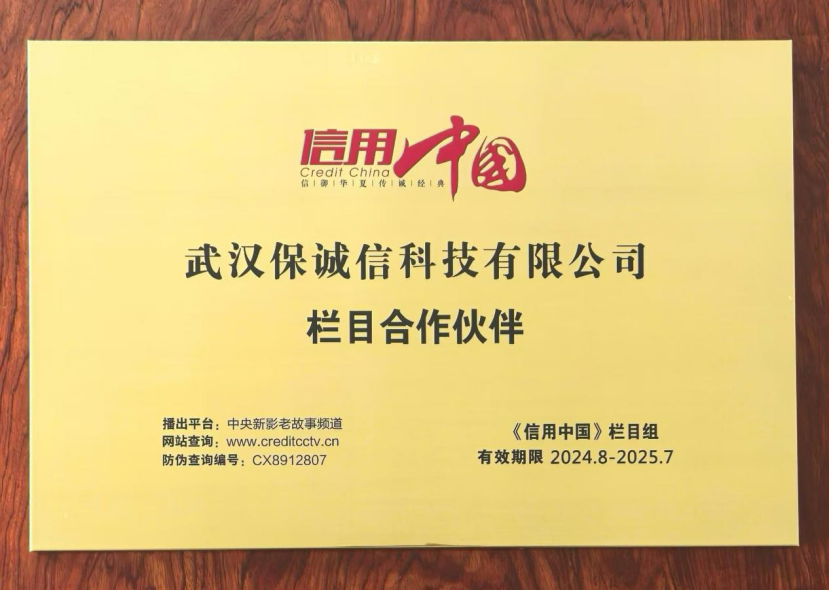 信用中国
Credit China
信|御|华|夏|传|诚|经|典
武汉保诚信科技有限公司
栏目合作伙伴
播出平台：中央新影老故事频道
网站查询：www.creditcctv.cn
防伪查询编号：CX8912807
《信用中国》栏目组
有效期限 2024.8-2025.7